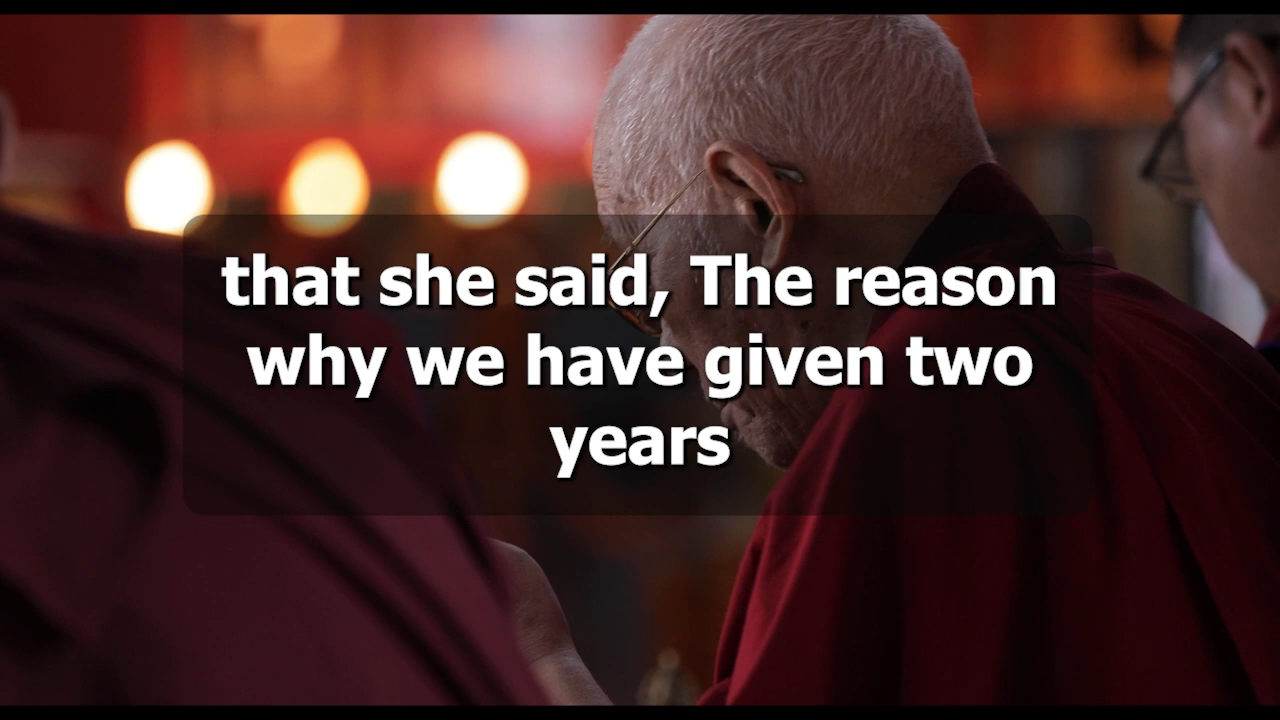 that she said, The reason
why we have given two
years